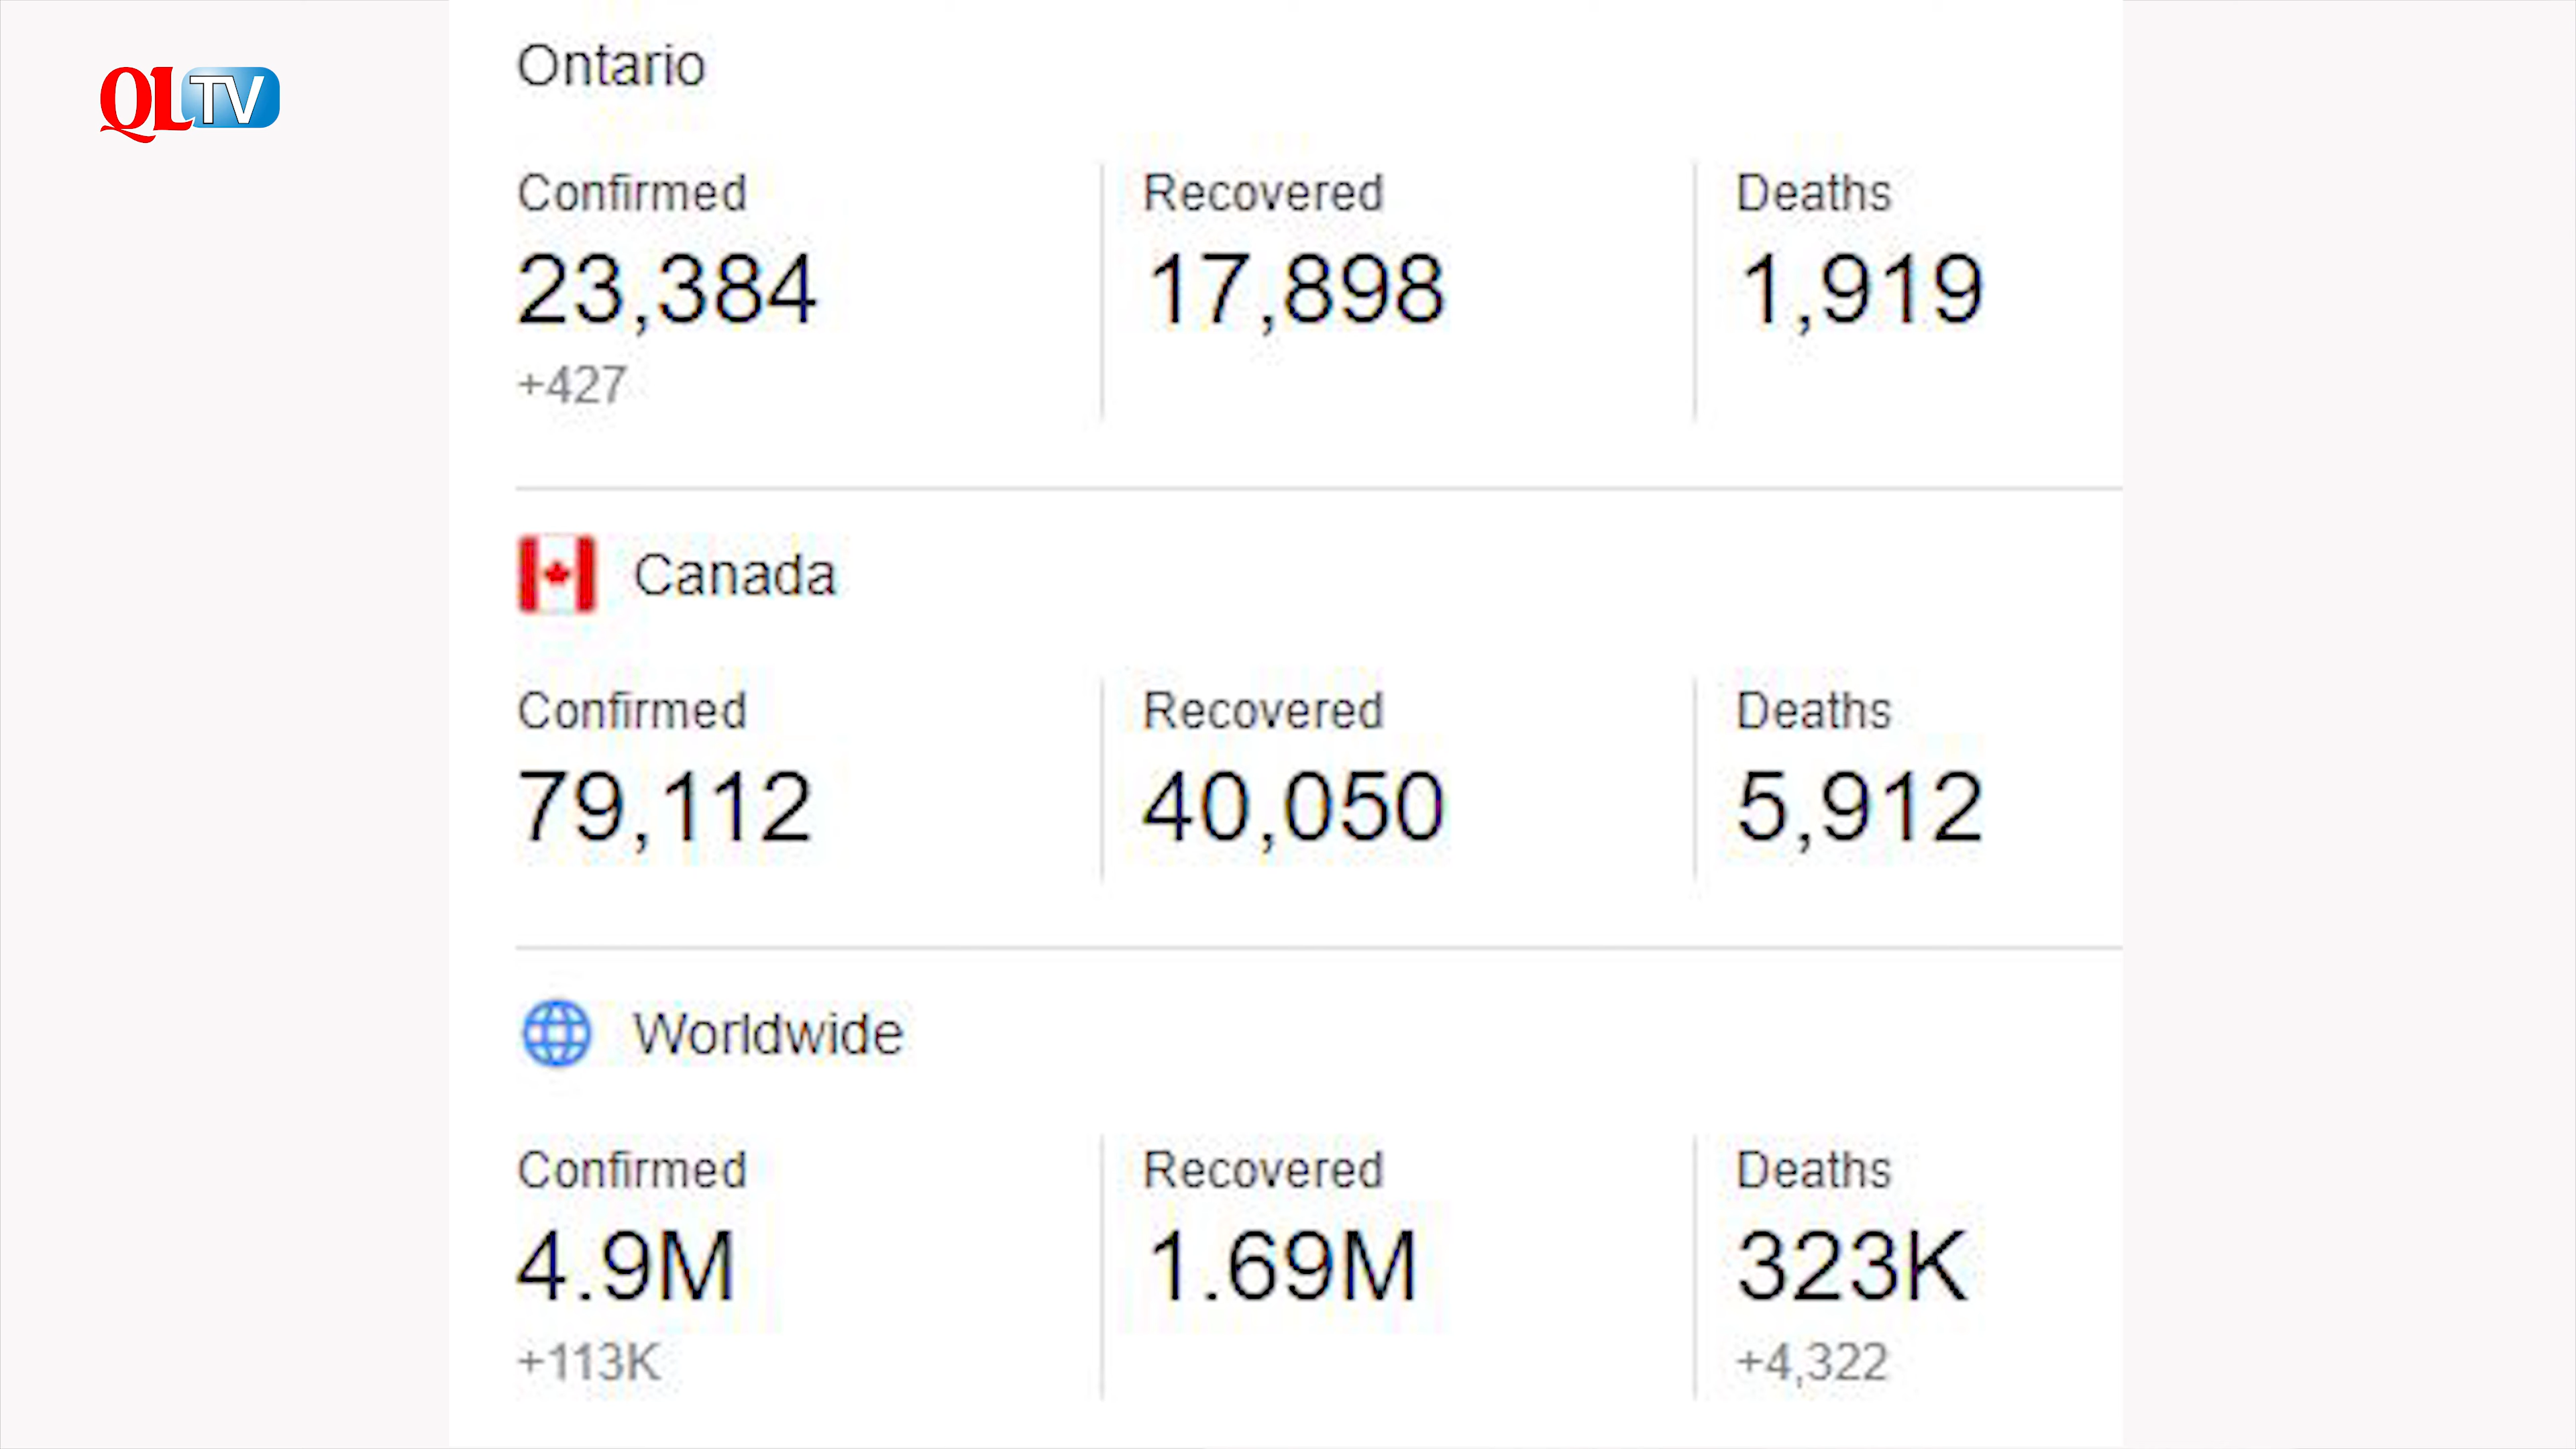 QLTV
Ontario
Confirmed Recovered Deaths
23,384 17,898 1,919
+427
Canada
Confirmed Recovered Deaths
79,112 40,050 5,912
Worldwide
Confirmed Recovered Deaths
4.9M 1.69M 323K
+113K +4,322